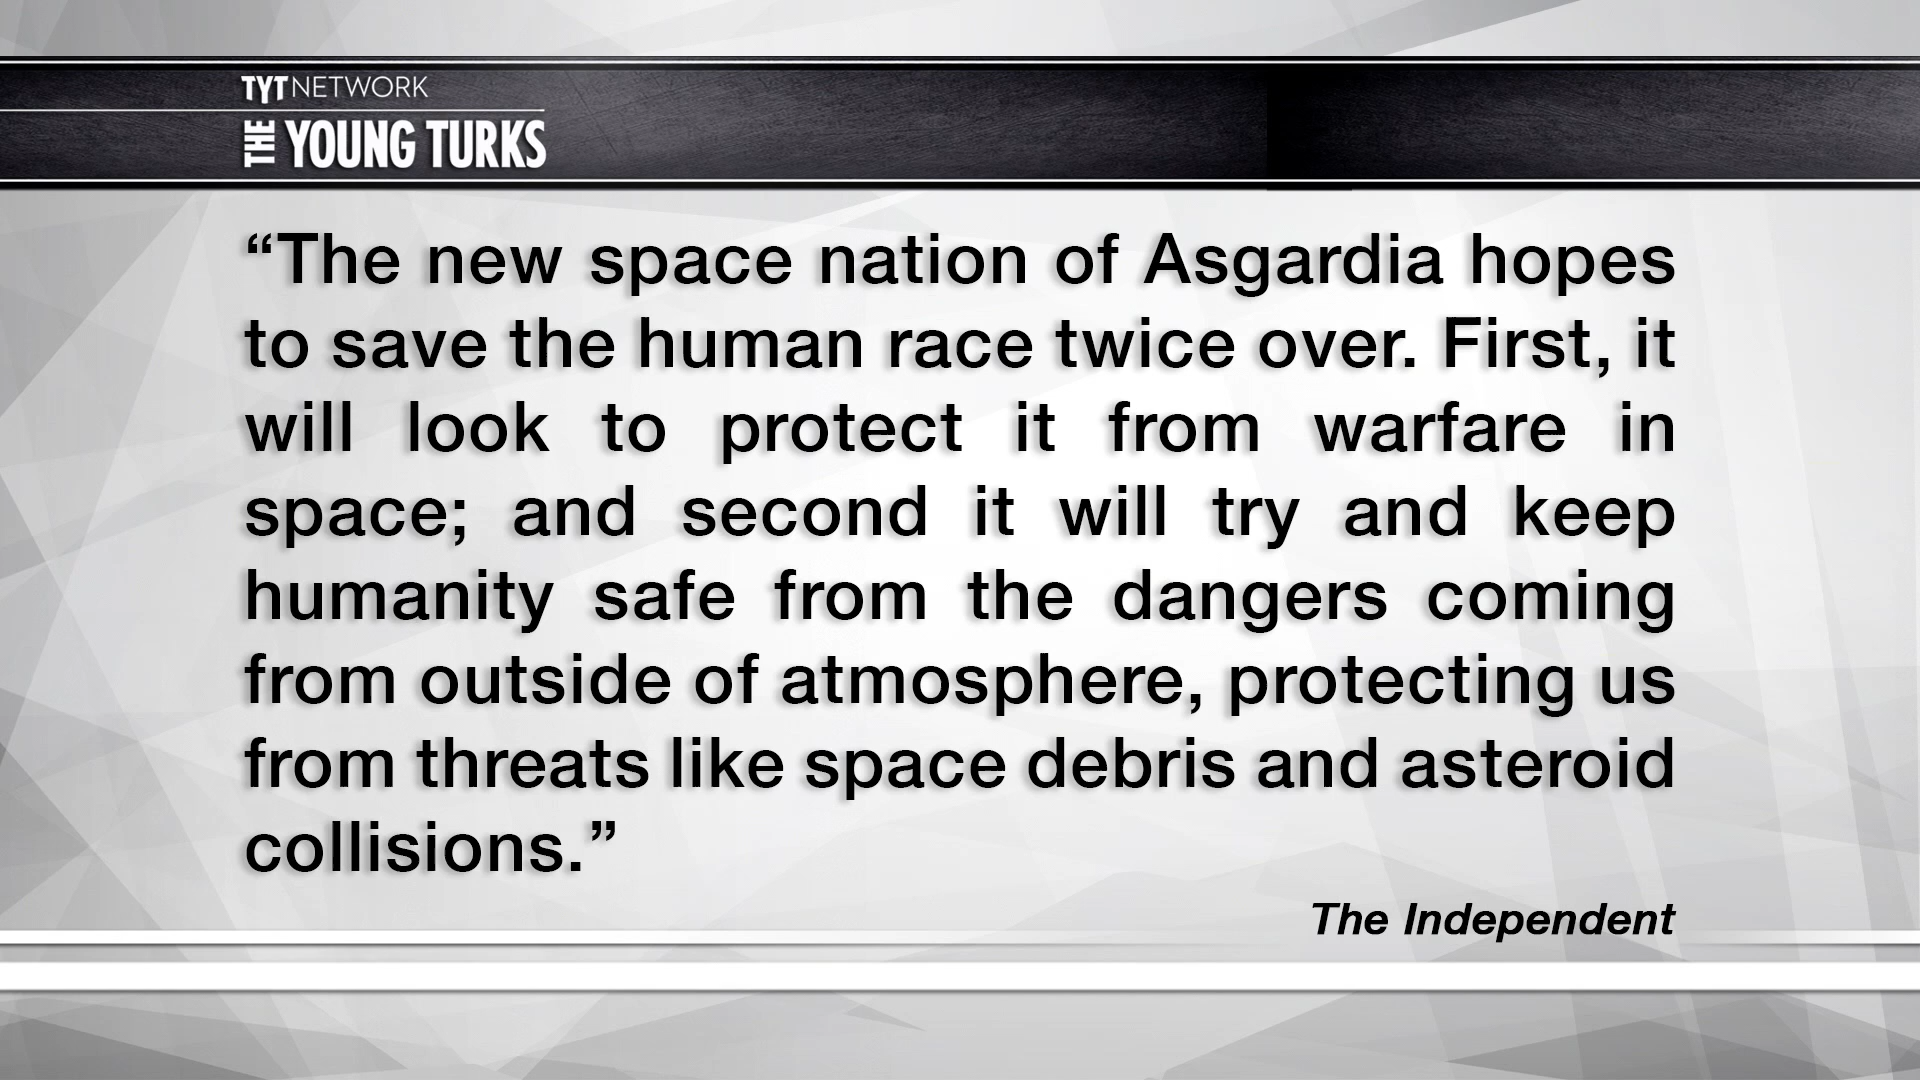 TYT NETWORK
THE YOUNG TURKS
“The new space nation of Asgardia hopes
to save the human race twice over. First, it
will look to protect it from warfare in
space; and second it will try and keep
humanity safe from the dangers coming
from outside of atmosphere, protecting us
from threats like space debris and asteroid
collisions.”
The Independent